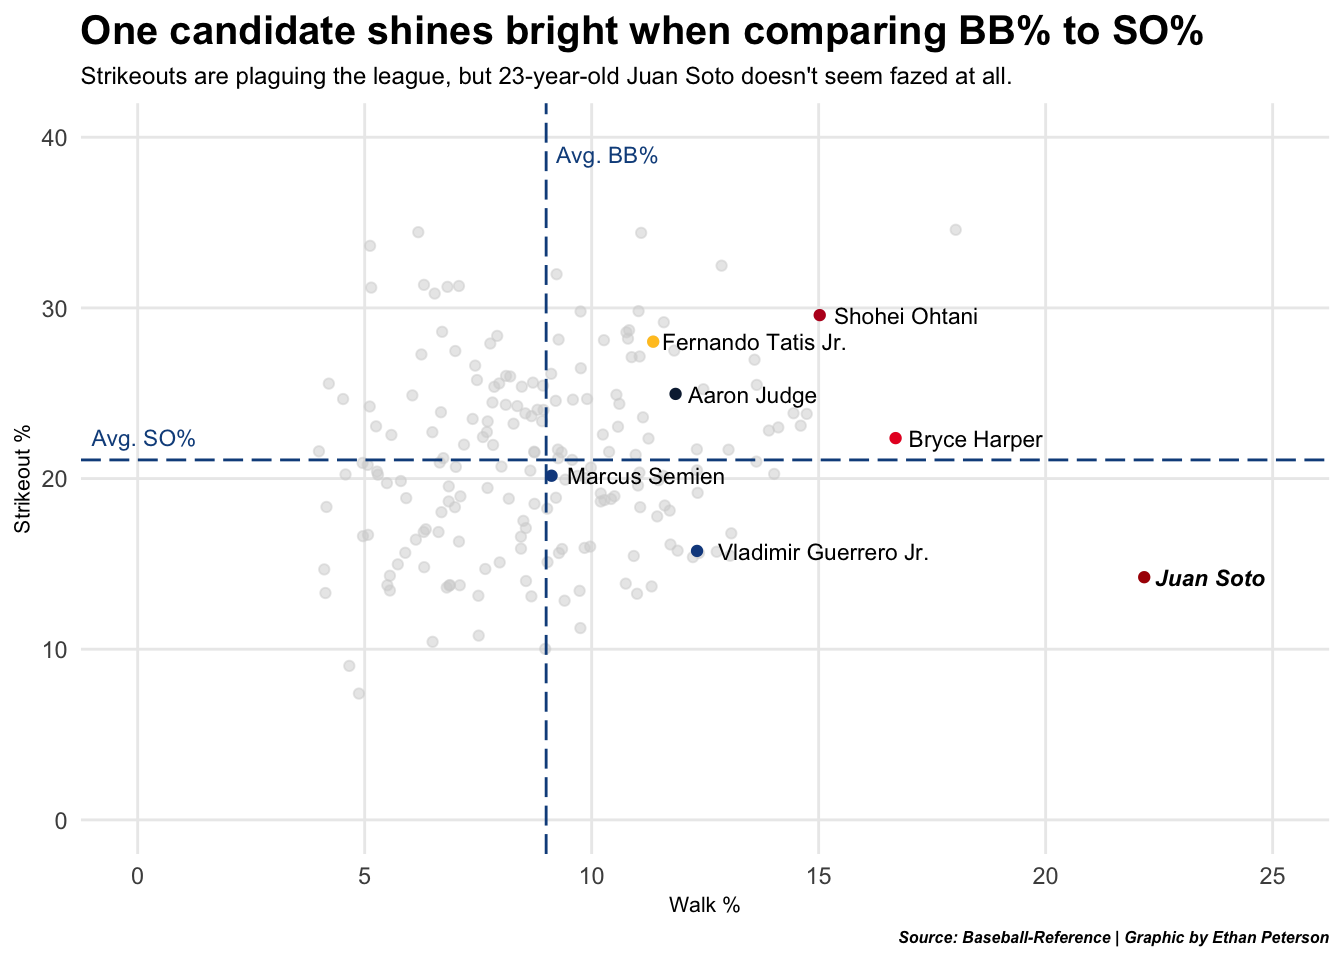 One candidate shines bright when comparing BB% to SO%
Strikeouts are plaguing the league, but 23-year-old Juan Soto doesn't seem fazed at all.
40
Avg. BB%
30
Shohei Ohtani
Fernando Tatis Jr.
Aaron Judge
Avg. SO%
Bryce Harper
Strikeout %
20
Marcus Semien
Vladimir Guerrero Jr.
Juan Soto
10
0
0 5 10 15 20 25
Walk %
Source: Baseball-Reference | Graphic by Ethan Peterson